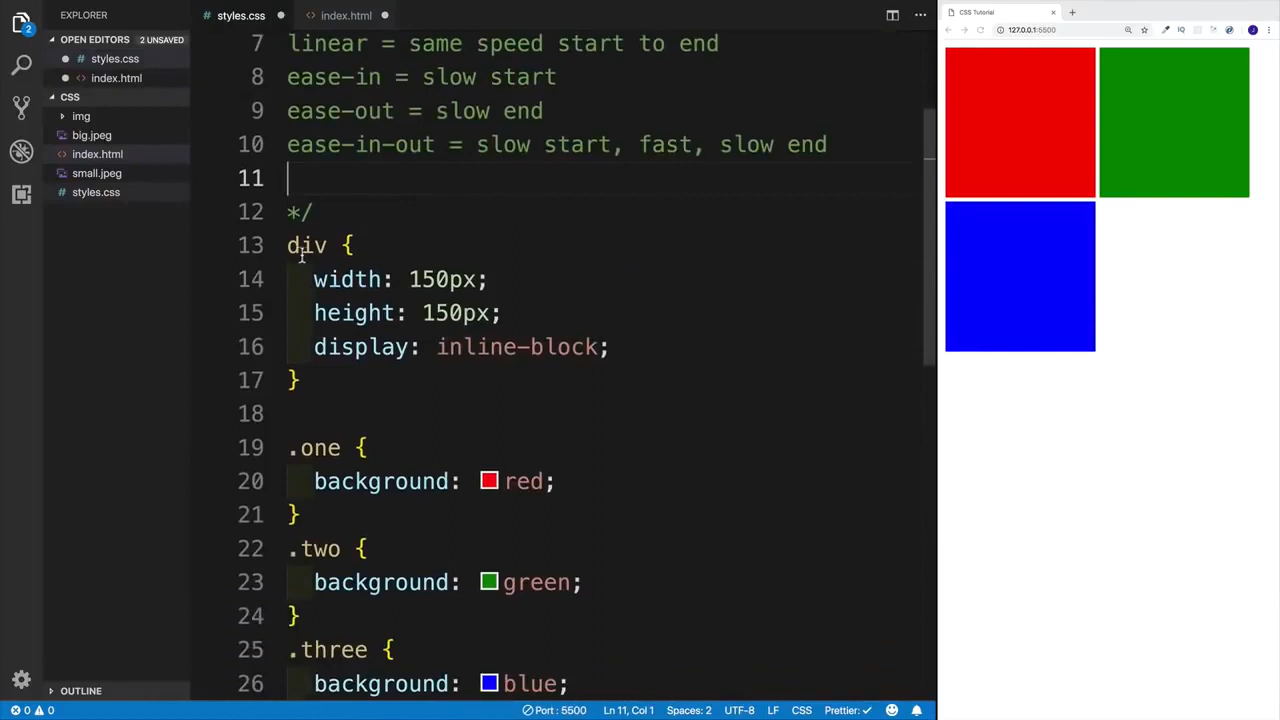 EXPLORER
OPEN EDITORS 2 UNSAVED
styles.css
index.html
CSS
img
big.jpeg
index.html
small.jpeg
styles.css
OUTLINE
2
styles.css
index.html
7 linear = same speed start to end
8 ease-in = slow start
9 ease-out = slow end
10 ease-in-out = slow start, fast, slow end
11
12 */
13 div {
14 width: 150px;
15 height: 150px;
16 display: inline-block;
17 }
18
19 .one {
20 background: red;
21 }
22 .two {
23 background: green;
24 }
25 .three {
26 background: blue;
0 0 Port : 5500 Ln 11, Col 1 Spaces: 2 UTF-8 LF CSS Prettier: ✓
CSS Tutorial
127.0.0.1:5500
IQ
J